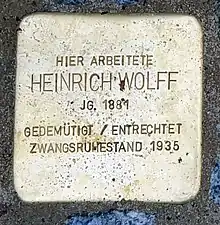 HIER ARBEITETE
HEINRICH WOLFF
JG. 1881
GEDEMÜTIGT / ENTRECHTET
ZWANGSRUHESTAND 1935